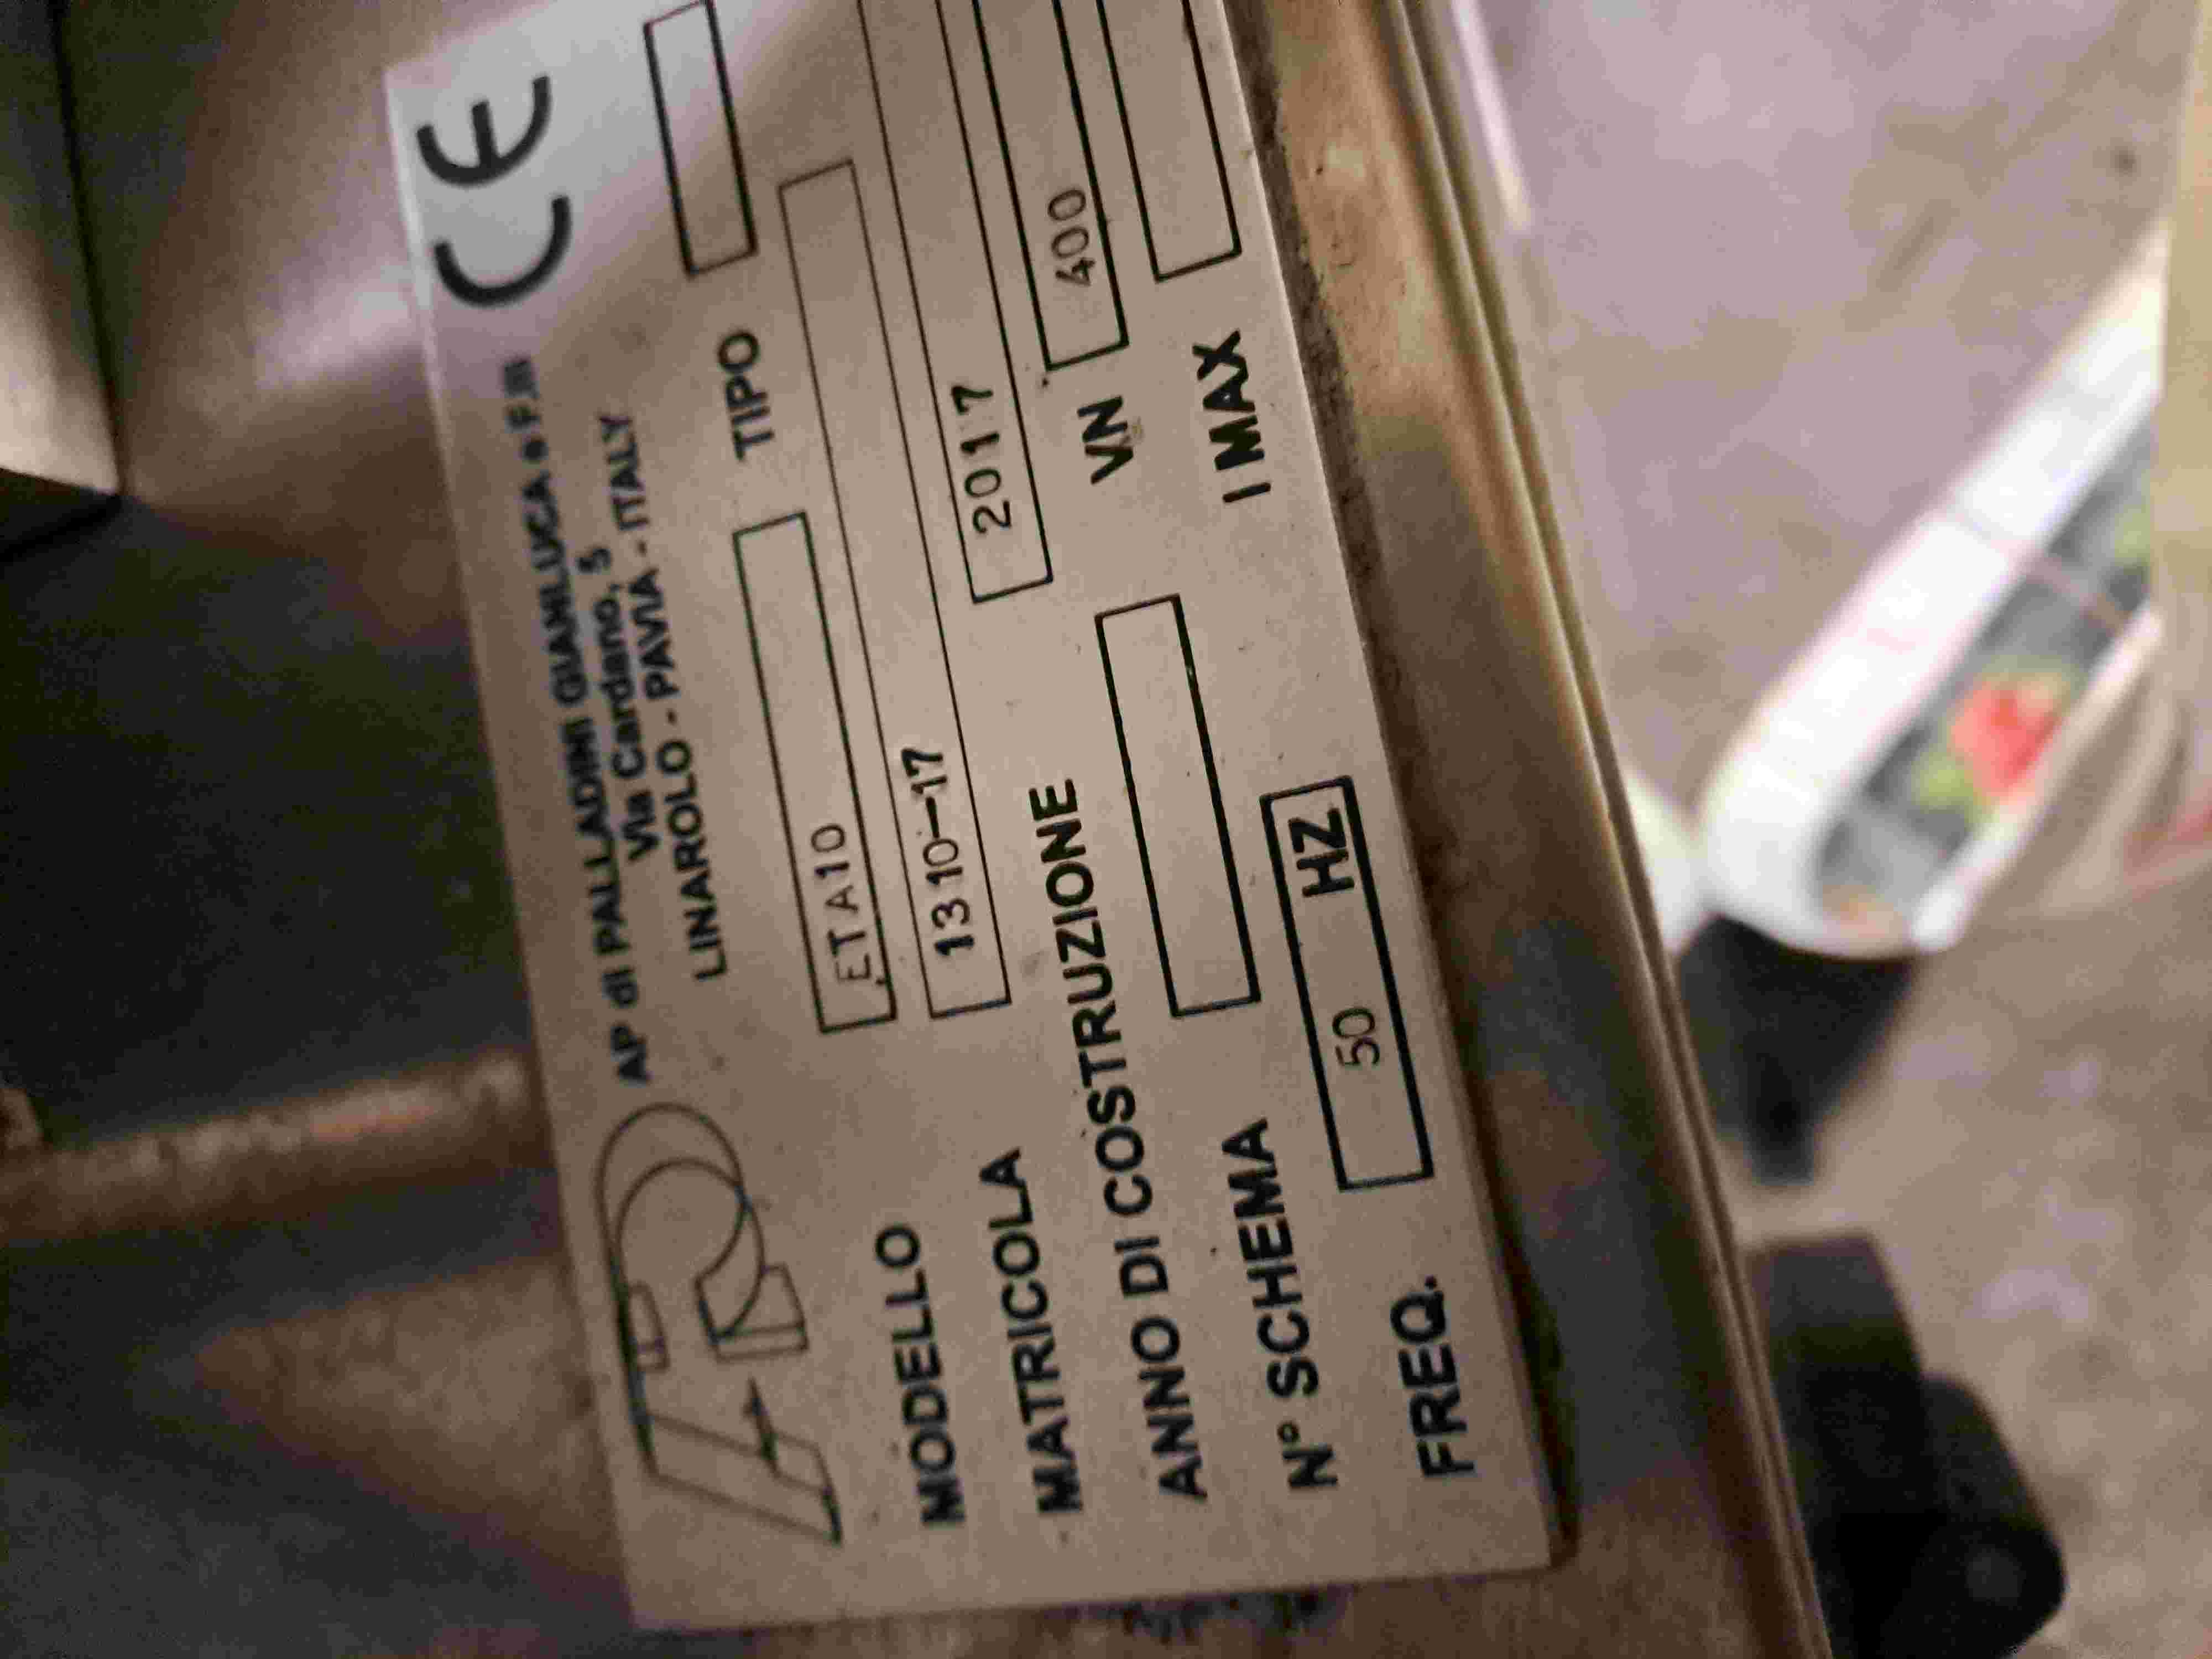 AP di PALLADINI GIANLUCA e F.lli CE
Via Cardano, 5
LINAROLO - PAVIA - ITALY
MODELLO ETA10 TIPO
MATRICOLA 1310-17
ANNO DI COSTRUZIONE 2017
N° SCHEMA VN 400
FREQ. 50 HZ I MAX